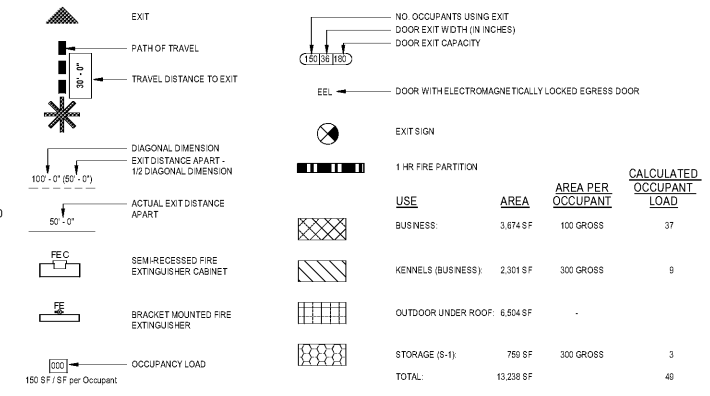 EXIT
PATH OF TRAVEL
30' - 0"
TRAVEL DISTANCE TO EXIT
DIAGONAL DIMENSION
EXIT DISTANCE APART -
1/2 DIAGONAL DIMENSION
100' - 0" (50' - 0")
ACTUAL EXIT DISTANCE
APART
50' - 0"
FEC
SEMI-RECESSED FIRE
EXTINGUISHER CABINET
FE
BRACKET MOUNTED FIRE
EXTINGUISHER
000
OCCUPANCY LOAD
150 SF / SF per Occupant
NO. OCCUPANTS USING EXIT
DOOR EXIT WIDTH (IN INCHES)
DOOR EXIT CAPACITY
150 36 180
EEL
DOOR WITH ELECTROMAGNETICALLY LOCKED EGRESS DOOR
EXIT SIGN
1 HR FIRE PARTITION
USE AREA AREA PER OCCUPANT CALCULATED OCCUPANT LOAD
BUSINESS: 3,674 SF 100 GROSS 37
KENNELS (BUSINESS): 2,301 SF 300 GROSS 9
OUTDOOR UNDER ROOF: 6,504 SF -
STORAGE (S-1): 759 SF 300 GROSS 3
TOTAL: 13,238 SF 49